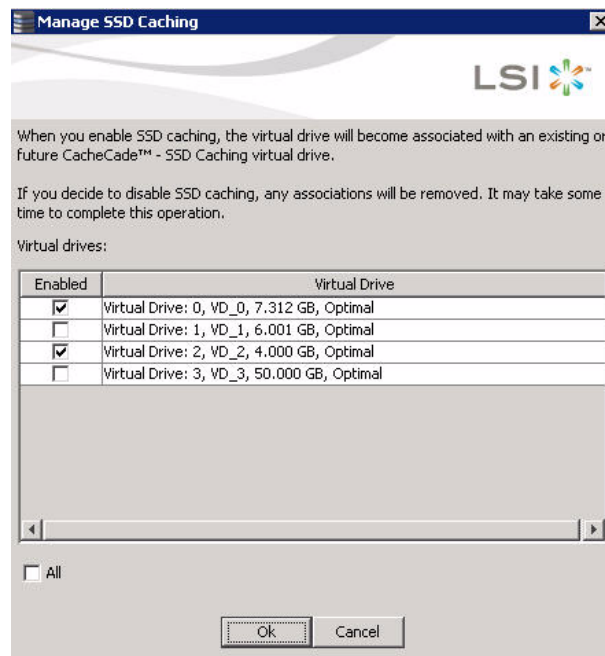 Manage SSD Caching
LSI
When you enable SSD caching, the virtual drive will become associated with an existing or
future CacheCade™ - SSD Caching virtual drive.
If you decide to disable SSD caching, any associations will be removed. It may take some
time to complete this operation.
Virtual drives:
Enabled Virtual Drive
Virtual Drive: 0, VD_0, 7.312 GB, Optimal
Virtual Drive: 1, VD_1, 6.001 GB, Optimal
Virtual Drive: 2, VD_2, 4.000 GB, Optimal
Virtual Drive: 3, VD_3, 50.000 GB, Optimal
All
Ok Cancel